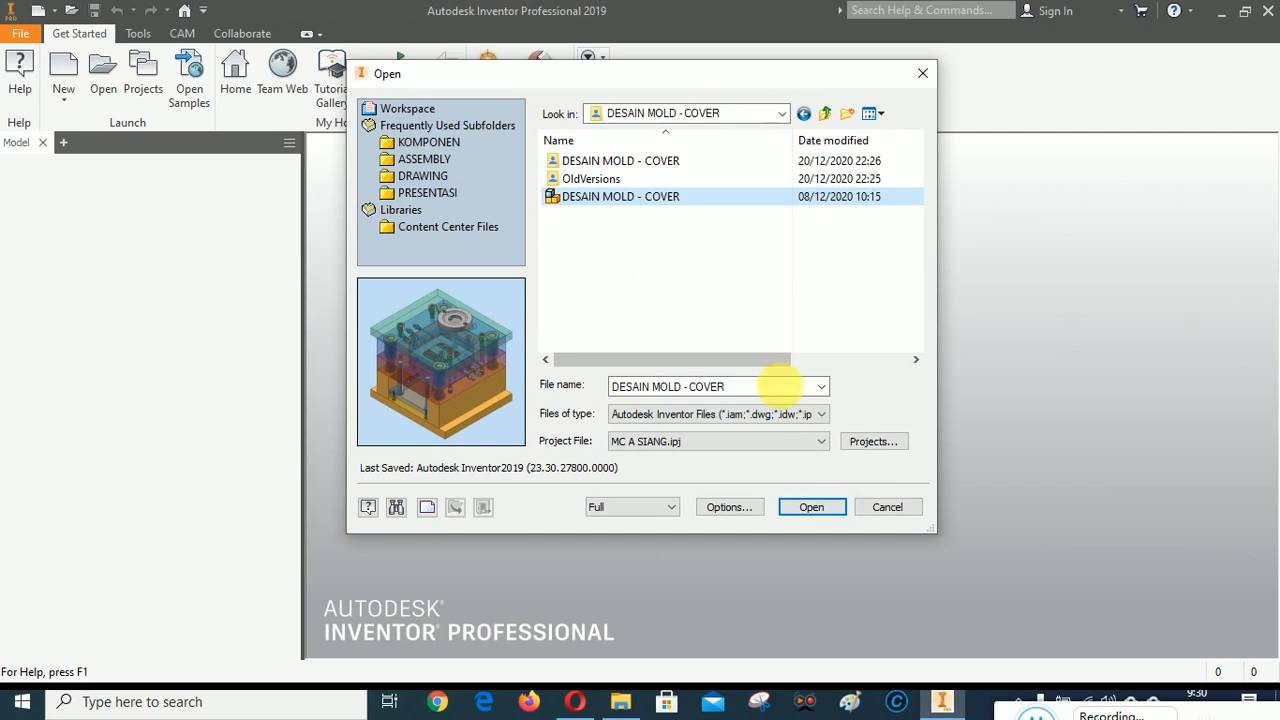 Autodesk Inventor Professional 2019
Search Help & Commands...
Sign In
PRO
File
Get Started
Tools
CAM
Collaborate
Help
New
Open
Projects
Open Samples
Home
Team Web
Tutoria
Gallery
Help
Launch
My Ho
Model
Open
Workspace
Frequently Used Subfolders
KOMPONEN
ASSEMBLY
DRAWING
PRESENTASI
Libraries
Content Center Files
Look in:
DESAIN MOLD - COVER
Name
Date modified
DESAIN MOLD - COVER
20/12/2020 22:26
OldVersions
20/12/2020 22:25
DESAIN MOLD - COVER
08/12/2020 10:15
File name:
DESAIN MOLD - COVER
Files of type:
Autodesk Inventor Files (*.iam;*.dwg;*.idw;*.ip
Project File:
MC A SIANG.ipj
Projects...
Last Saved: Autodesk Inventor2019 (23.30.27800.0000)
Full
Options...
Open
Cancel
AUTODESK®
INVENTOR® PROFESSIONAL
For Help, press F1
0
0
Type here to search
9:30
Recording...